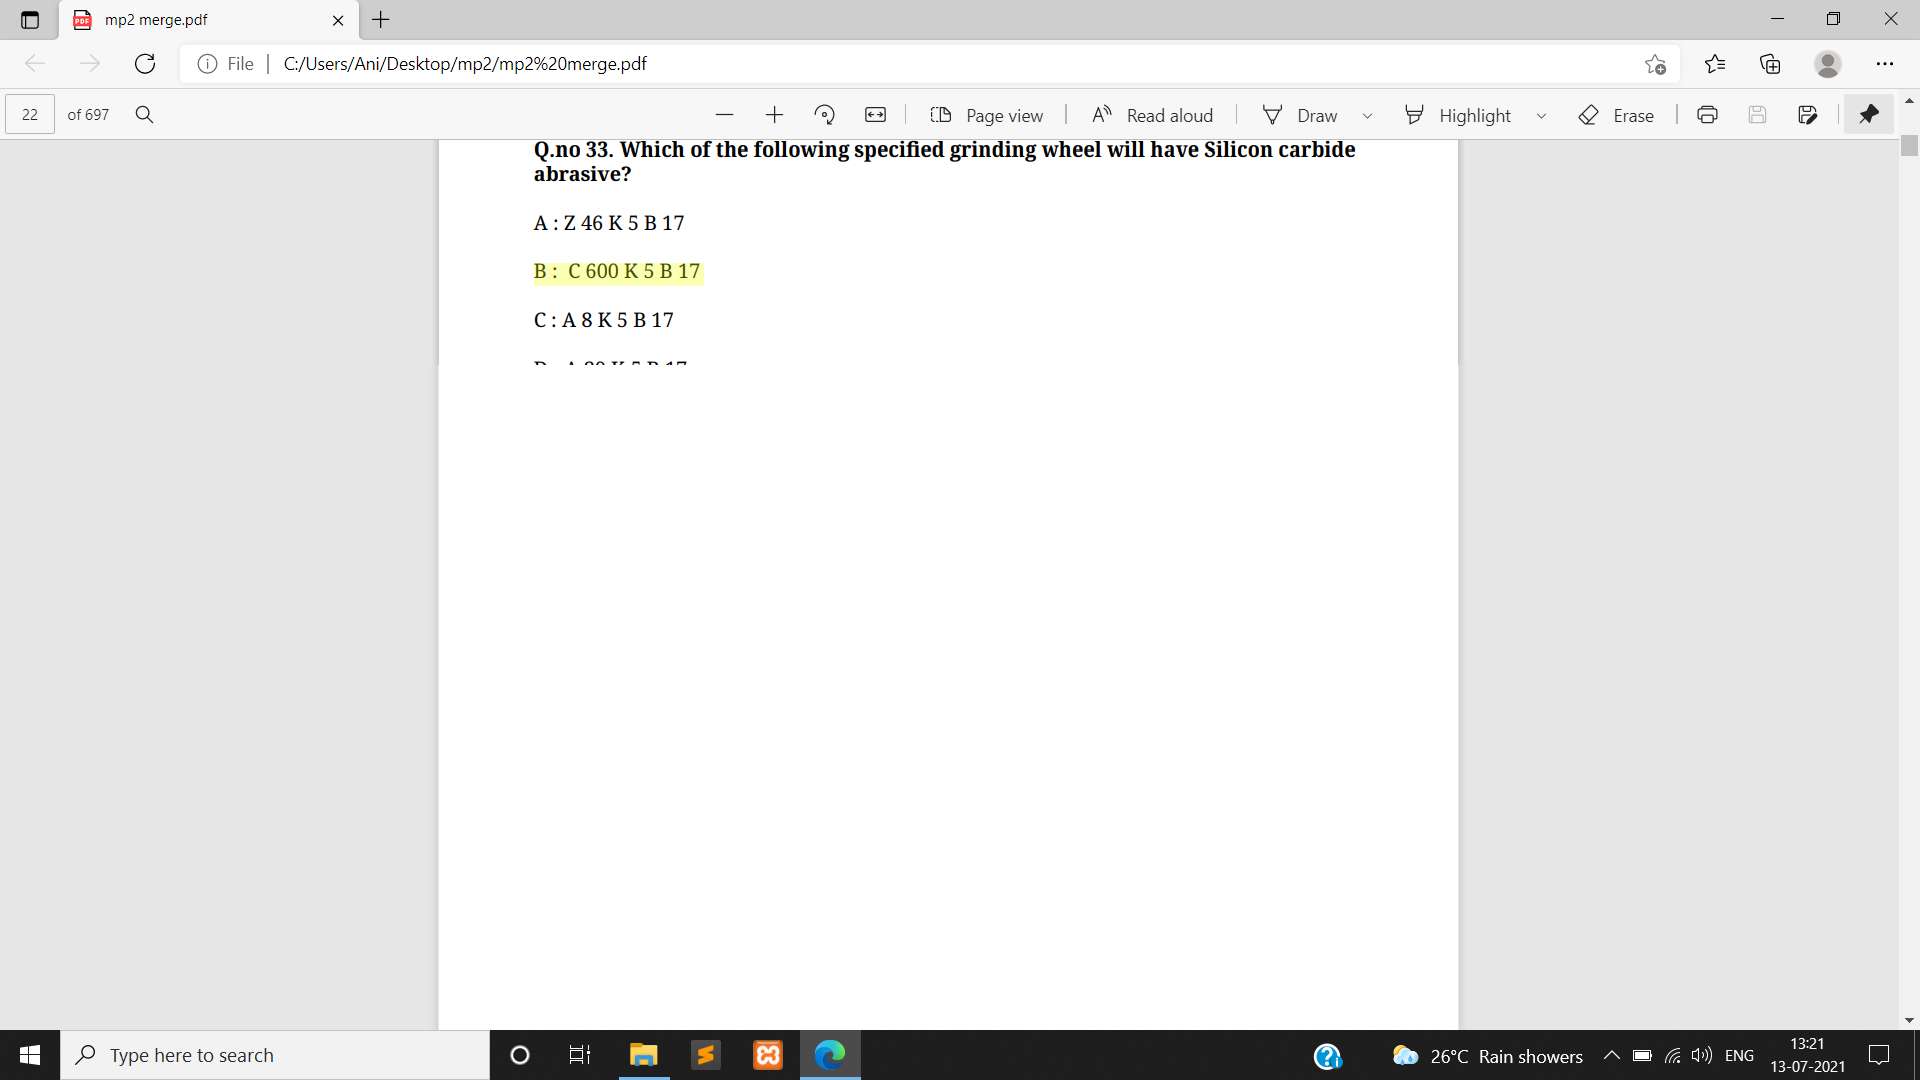 mp2 merge.pdf
File
C:/Users/Ani/Desktop/mp2/mp2%20merge.pdf
22 of 697
Page view
Read aloud
Draw
Highlight
Erase
Q.no 33. Which of the following specified grinding wheel will have Silicon carbide
abrasive?
A : Z 46 K 5 B 17
B :  C 600 K 5 B 17
C : A 8 K 5 B 17
Type here to search
26°C Rain showers
ENG
13:21
13-07-2021